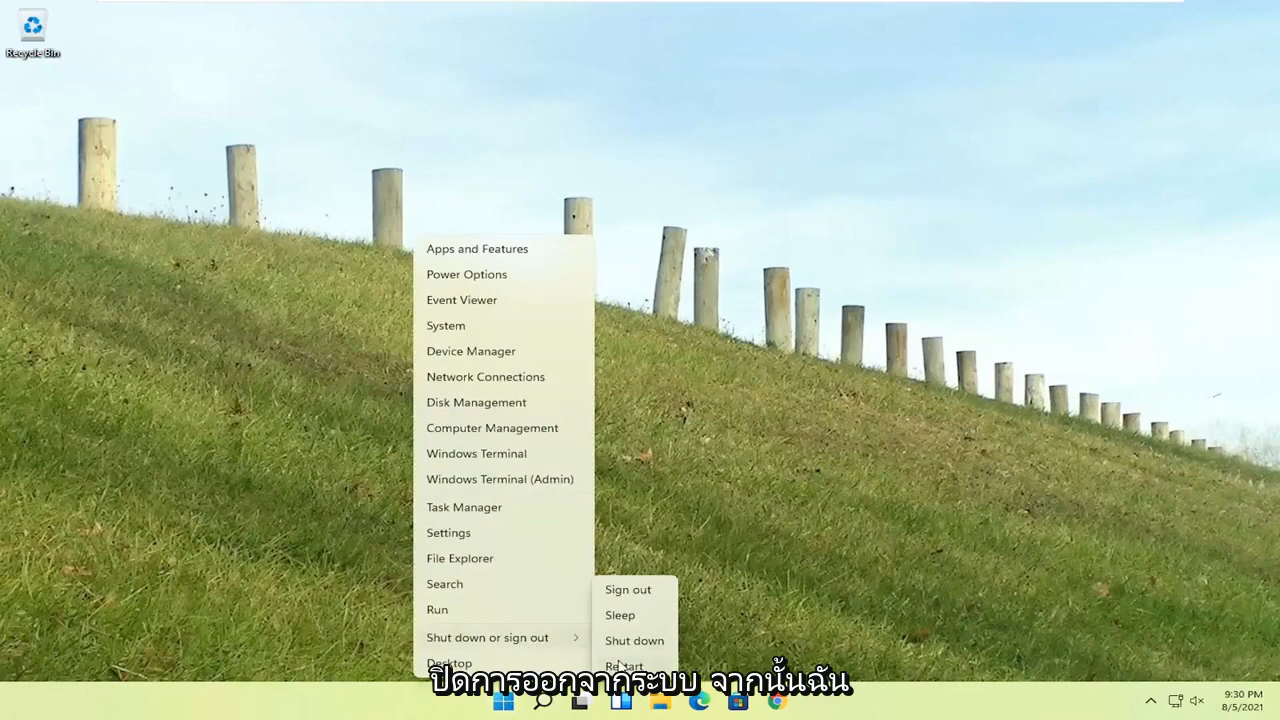 Recycle Bin
Apps and Features
Power Options
Event Viewer
System
Device Manager
Network Connections
Disk Management
Computer Management
Windows Terminal
Windows Terminal (Admin)
Task Manager
Settings
File Explorer
Search
Run
Shut down or sign out
Desktop
Sign out
Sleep
Shut down
Restart
ปิดการออกจากระบบ จากนั้นฉัน
9:30 PM
8/5/2021